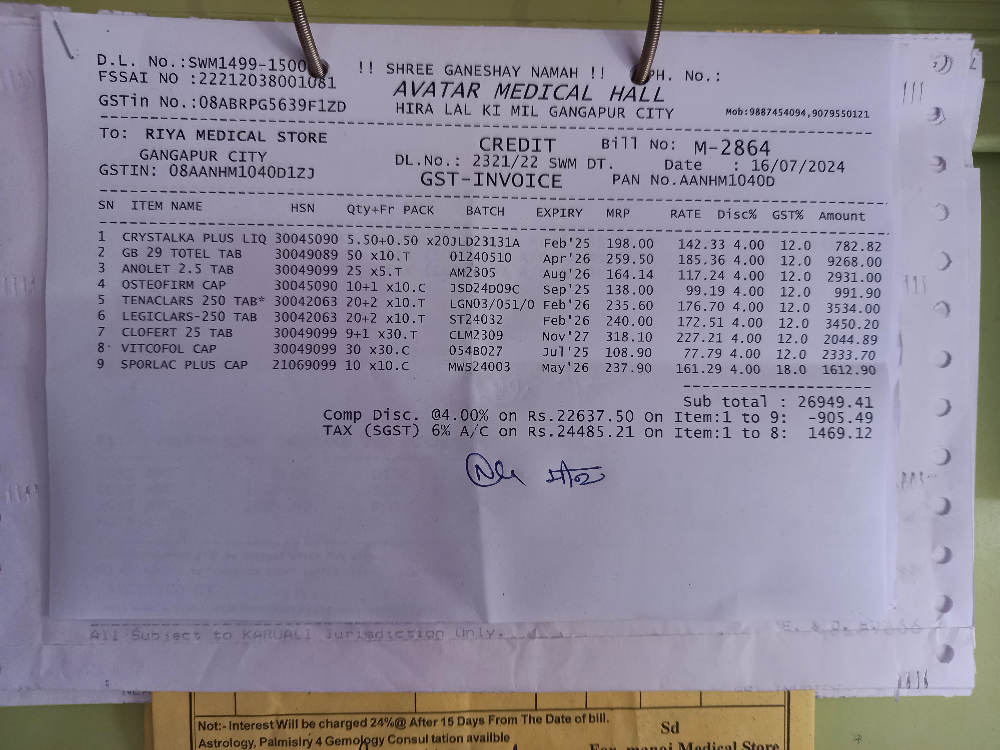 D.L. No.:SWM1499-1500 !! SHREE GANESHAY NAMAH !! PH. No.:
FSSAI NO :22212038001081 AVATAR MEDICAL HALL
GSTin No.:08ABRPG5639F1ZD HIRA LAL KI MIL GANGAPUR CITY Mob:9887454094,9079550121
To: RIYA MEDICAL STORE CREDIT Bill No: M-2864
GANGAPUR CITY DL.No.: 2321/22 SWM DT. Date : 16/07/2024
GSTIN: 08AANHM1040D1ZJ GST-INVOICE PAN No.AANHM1040D
SN ITEM NAME HSN Qty+Fr PACK BATCH EXPIRY MRP RATE Disc% GST% Amount
1 CRYSTALKA PLUS LIQ 30045090 5.50+0.50 x20JLD23131A Feb'25 198.00 142.33 4.00 12.0 782.82
2 GB 29 TOTEL TAB 30049089 50 x10.T 01240510 Apr'26 259.50 185.36 4.00 12.0 9268.00
3 ANOLET 2.5 TAB 30049099 25 x5.T AM2305 Aug'26 164.14 117.24 4.00 12.0 2931.00
4 OSTEOFIRM CAP 30045090 10+1 x10.C JSD24D09C Sep'25 138.00 99.19 4.00 12.0 991.90
5 TENACLARS 250 TAB* 30042063 20+2 x10.T LGN03/051/0 Feb'26 235.60 176.70 4.00 12.0 3534.00
6 LEGICLARS-250 TAB 30042063 20+2 x10.T ST24032 Feb'26 240.00 172.51 4.00 12.0 3450.20
7 CLOFERT 25 TAB 30049099 9+1 x30.T CLM2309 Nov'27 318.10 227.21 4.00 12.0 2044.89
8 VITCOFOL CAP 30049099 30 x30.C 054B027 Jul'25 108.90 77.79 4.00 12.0 2333.70
9 SPORLAC PLUS CAP 21069099 10 x10.C MWS24003 May'26 237.90 161.29 4.00 18.0 1612.90
Sub total : 26949.41
Comp Disc. @4.00% on Rs.22637.50 On Item:1 to 9: -905.49
TAX (SGST) 6% A/C on Rs.24485.21 On Item:1 to 8: 1469.12
All Subject to KARUALI Jurisdiction Only.
Not:- Interest Will be charged 24%@ After 15 Days From The Date of bill.
Sd
Astrology, Palmisiry 4 Gemology Consul tation availble
For manoj Medical Store